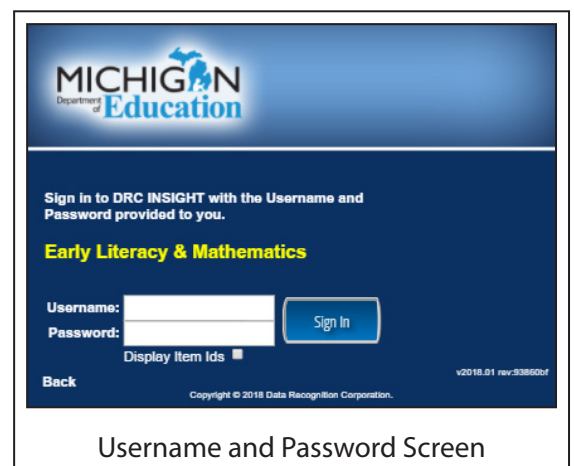 MICHIGAN
Department of Education
Sign in to DRC INSIGHT with the Username and
Password provided to you.
Early Literacy & Mathematics
Username:
Password:
Sign In
Display Item Ids
Back
v2018.01 rev:93860bf
Copyright © 2018 Data Recognition Corporation.
Username and Password Screen